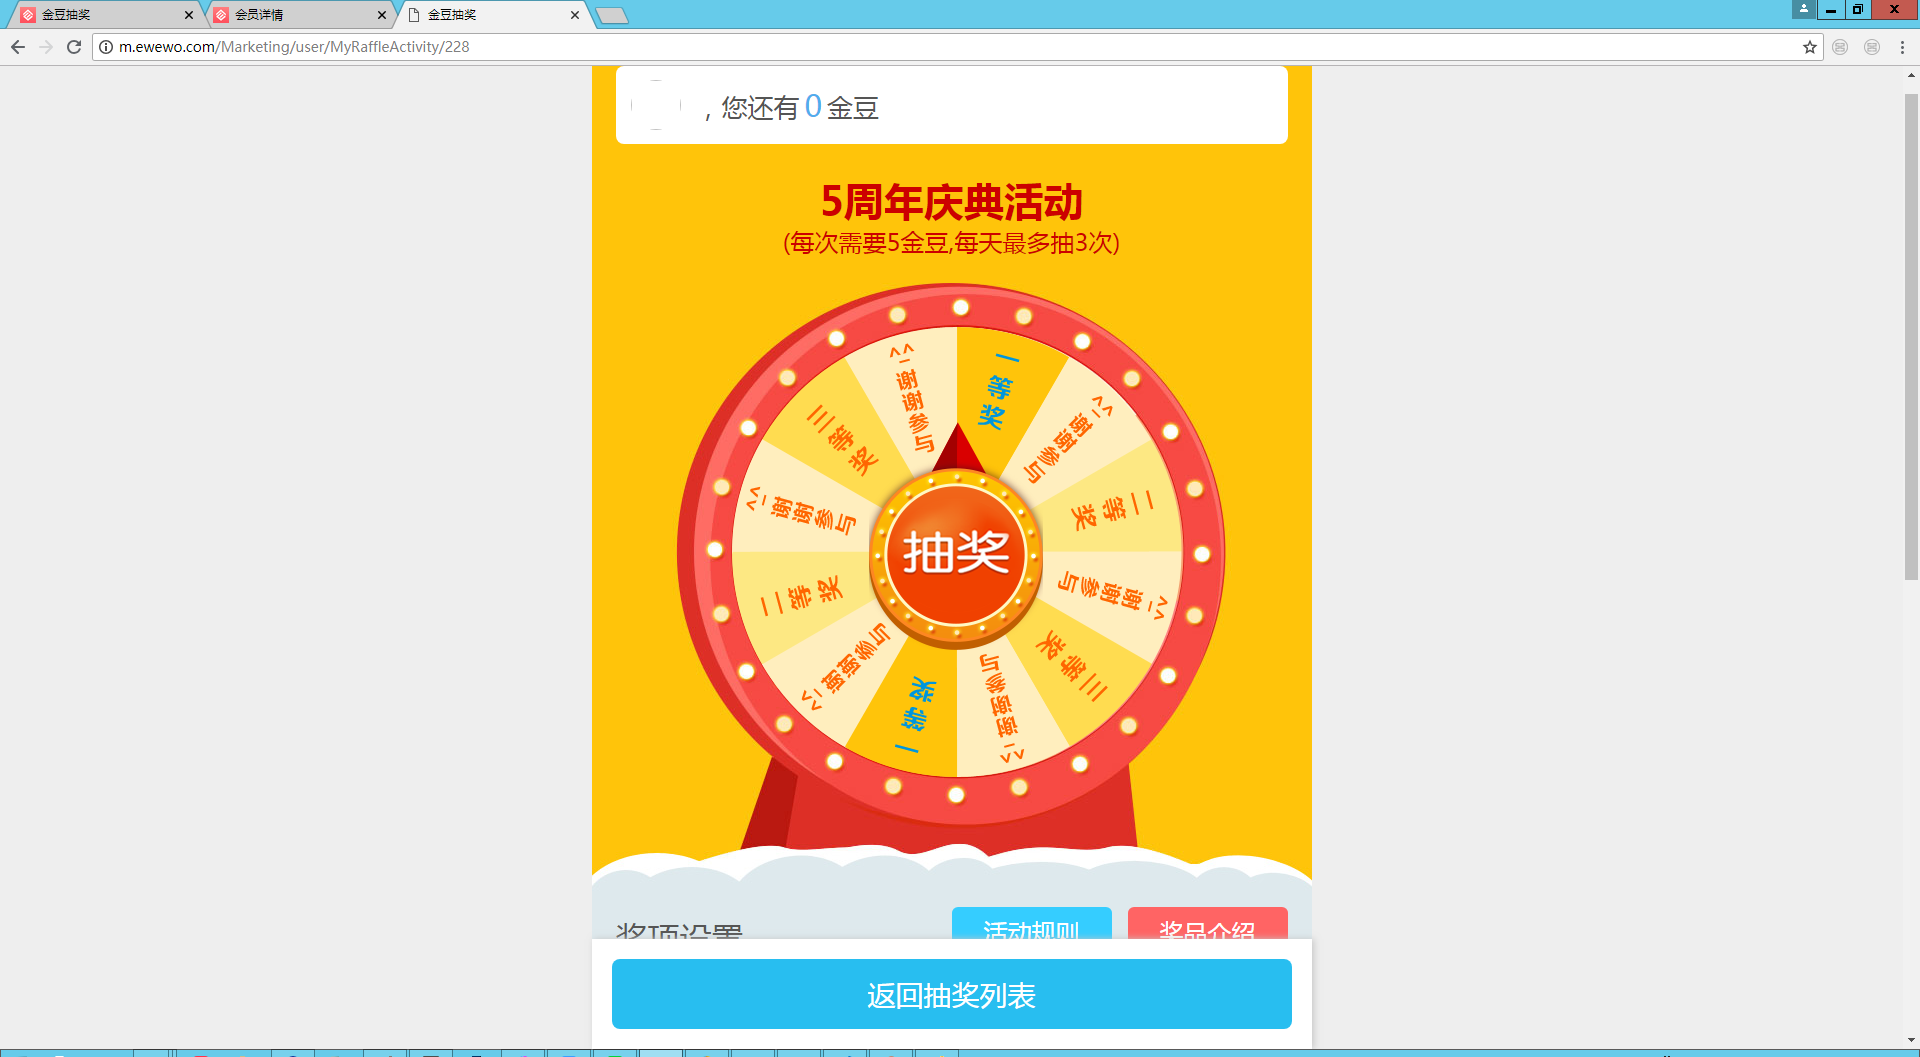 金豆抽奖
会员详情
金豆抽奖
m.ewewo.com/Marketing/user/MyRaffleActivity/228
, 您还有 0 金豆
5周年庆典活动
(每次需要5金豆,每天最多抽3次)
一等奖
^_^谢谢参与
二等奖
^_^谢谢参与
三等奖
^_^谢谢参与
一等奖
^_^谢谢参与
二等奖
^_^谢谢参与
三等奖
^_^谢谢参与
抽奖
奖项设置
活动规则
奖品介绍
返回抽奖列表